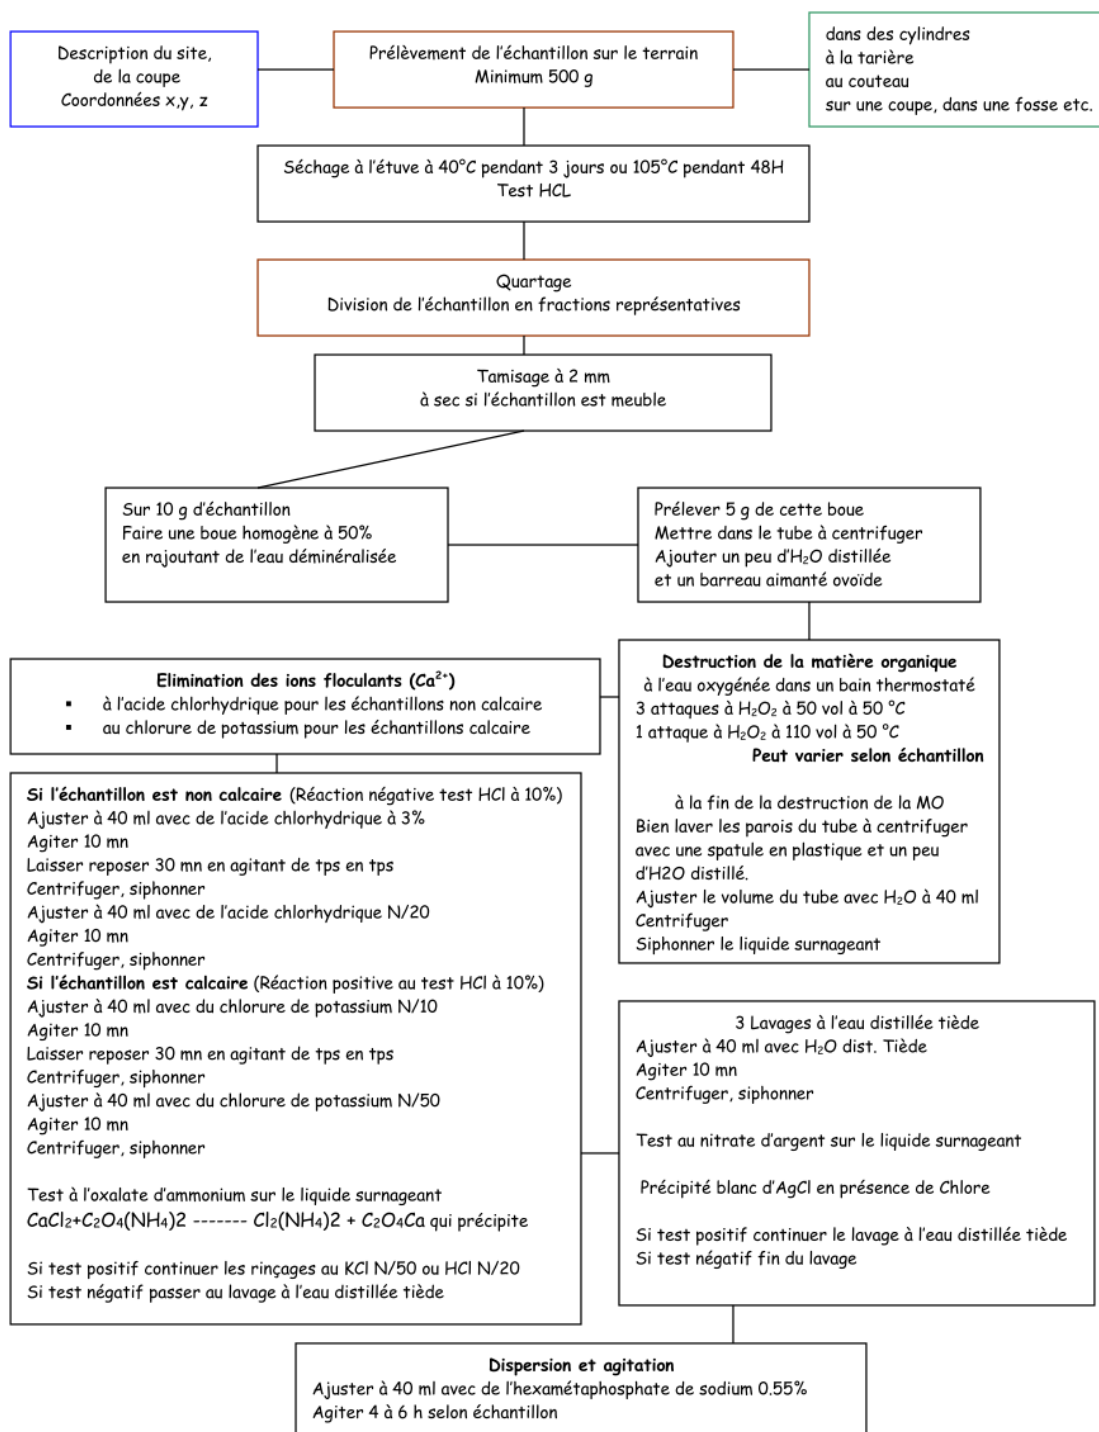 Description du site,
de la coupe
Coordonnées x,y, z
Prélèvement de l'échantillon sur le terrain
Minimum 500 g
dans des cylindres
à la tarière
au couteau
sur une coupe, dans une fosse etc.
Séchage à l'étuve à 40°C pendant 3 jours ou 105°C pendant 48H
Test HCL
Quartage
Division de l'échantillon en fractions représentatives
Tamisage à 2 mm
à sec si l'échantillon est meuble
Sur 10 g d'échantillon
Faire une boue homogène à 50%
en rajoutant de l'eau déminéralisée
Prélever 5 g de cette boue
Mettre dans le tube à centrifuger
Ajouter un peu d'H₂O distillée
et un barreau aimanté ovoïde
Destruction de la matière organique
à l'eau oxygénée dans un bain thermostaté
3 attaques à H₂O₂ à 50 vol à 50 °C
1 attaque à H₂O₂ à 110 vol à 50 °C
Peut varier selon échantillon
à la fin de la destruction de la MO
Bien laver les parois du tube à centrifuger
avec une spatule en plastique et un peu
d'H2O distillé.
Ajuster le volume du tube avec H₂O à 40 ml
Centrifuger
Siphonner le liquide surnageant
Elimination des ions floculants (Ca²⁺)
▪ à l'acide chlorhydrique pour les échantillons non calcaire
▪ au chlorure de potassium pour les échantillons calcaire
Si l'échantillon est non calcaire (Réaction négative test HCl à 10%)
Ajuster à 40 ml avec de l'acide chlorhydrique à 3%
Agiter 10 mn
Laisser reposer 30 mn en agitant de tps en tps
Centrifuger, siphonner
Ajuster à 40 ml avec de l'acide chlorhydrique N/20
Agiter 10 mn
Centrifuger, siphonner
Si l'échantillon est calcaire (Réaction positive au test HCl à 10%)
Ajuster à 40 ml avec du chlorure de potassium N/10
Agiter 10 mn
Laisser reposer 30 mn en agitant de tps en tps
Centrifuger, siphonner
Ajuster à 40 ml avec du chlorure de potassium N/50
Agiter 10 mn
Centrifuger, siphonner
Test à l'oxalate d'ammonium sur le liquide surnageant
CaCl₂+C₂O₄(NH₄)2 ------- Cl₂(NH₄)2 + C₂O₄Ca qui précipite
Si test positif continuer les rinçages au KCl N/50 ou HCl N/20
Si test négatif passer au lavage à l'eau distillée tiède
3 Lavages à l'eau distillée tiède
Ajuster à 40 ml avec H₂O dist. Tiède
Agiter 10 mn
Centrifuger, siphonner
Test au nitrate d'argent sur le liquide surnageant
Précipité blanc d'AgCl en présence de Chlore
Si test positif continuer le lavage à l'eau distillée tiède
Si test négatif fin du lavage
Dispersion et agitation
Ajuster à 40 ml avec de l'hexamétaphosphate de sodium 0.55%
Agiter 4 à 6 h selon échantillon